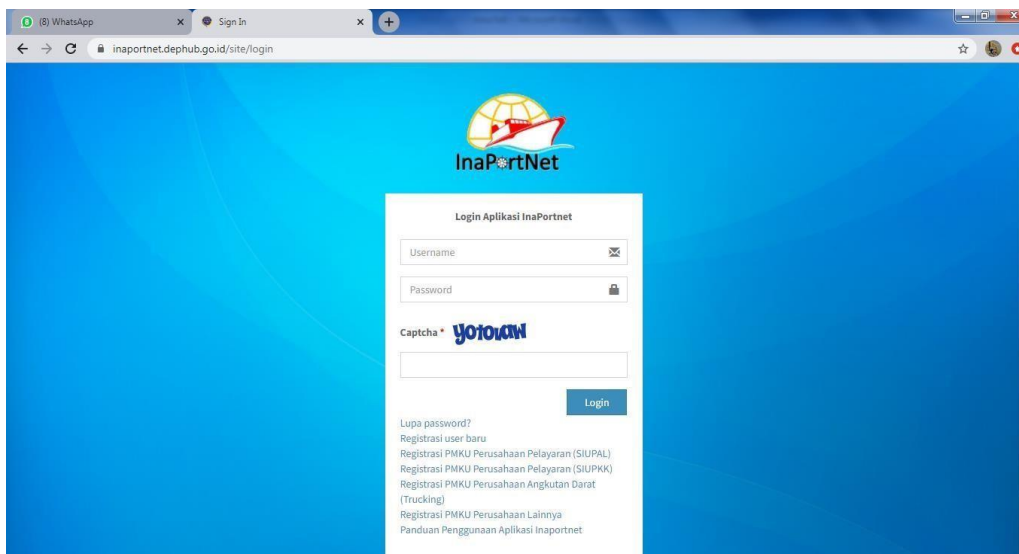 (8) WhatsApp
Sign In
inaportnet.dephub.go.id/site/login
InaPortNet
Login Aplikasi InaPortnet
Username
Password
Captcha *
Login
Lupa password?
Registrasi user baru
Registrasi PMKU Perusahaan Pelayaran (SIUPAL)
Registrasi PMKU Perusahaan Pelayaran (SIUPKK)
Registrasi PMKU Perusahaan Angkutan Darat
(Trucking)
Registrasi PMKU Perusahaan Lainnya
Panduan Penggunaan Aplikasi Inaportnet